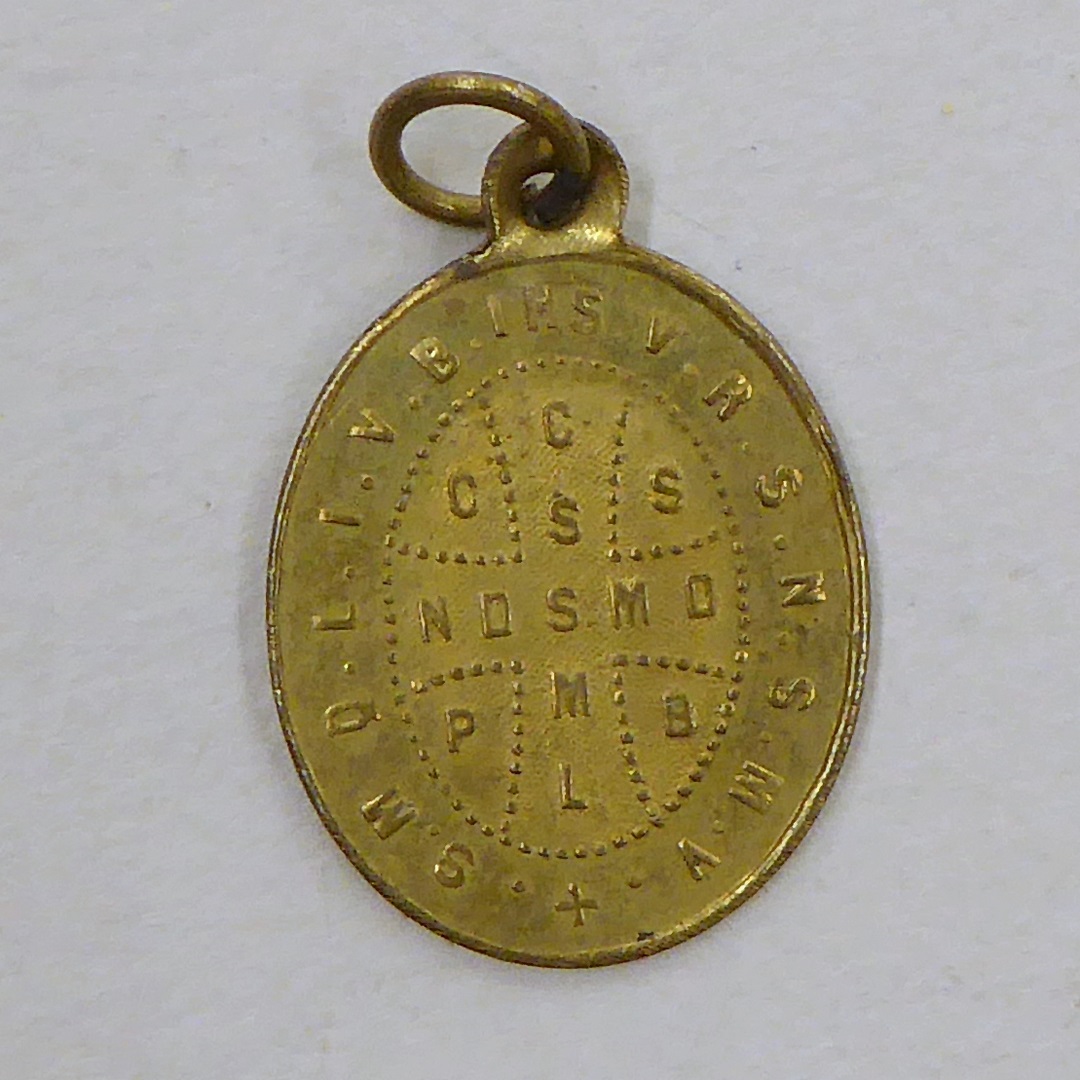 IHS V·R·S·N·S·M·V·+·S·M·Q·L·I·V·B·
C
C S S
N D S M D
P M B
L